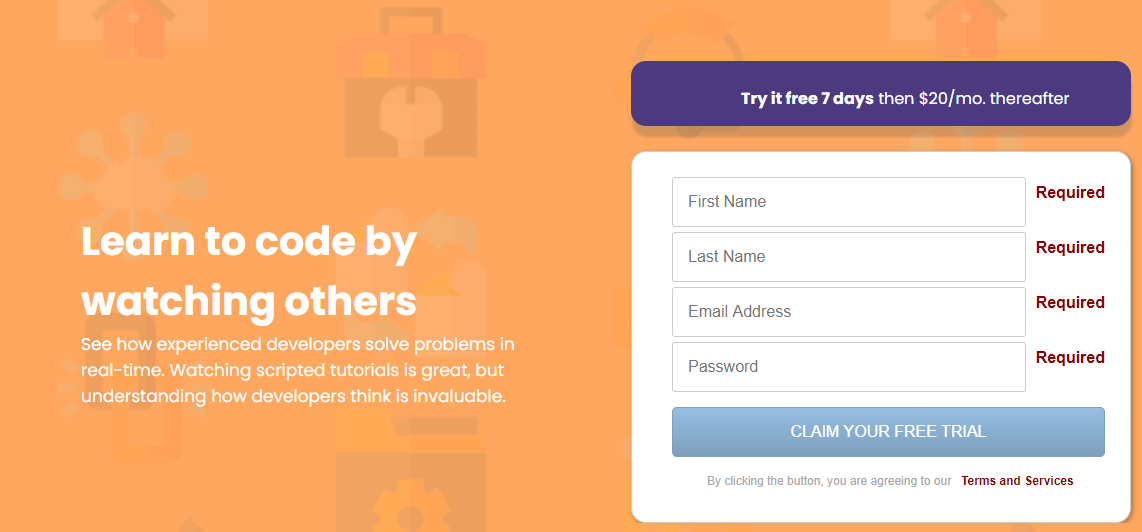 Try it free 7 days then $20/mo. thereafter
Learn to code by
watching others
See how experienced developers solve problems in
real-time. Watching scripted tutorials is great, but
understanding how developers think is invaluable.
First Name Required
Last Name Required
Email Address Required
Password Required
CLAIM YOUR FREE TRIAL
By clicking the button, you are agreeing to our Terms and Services